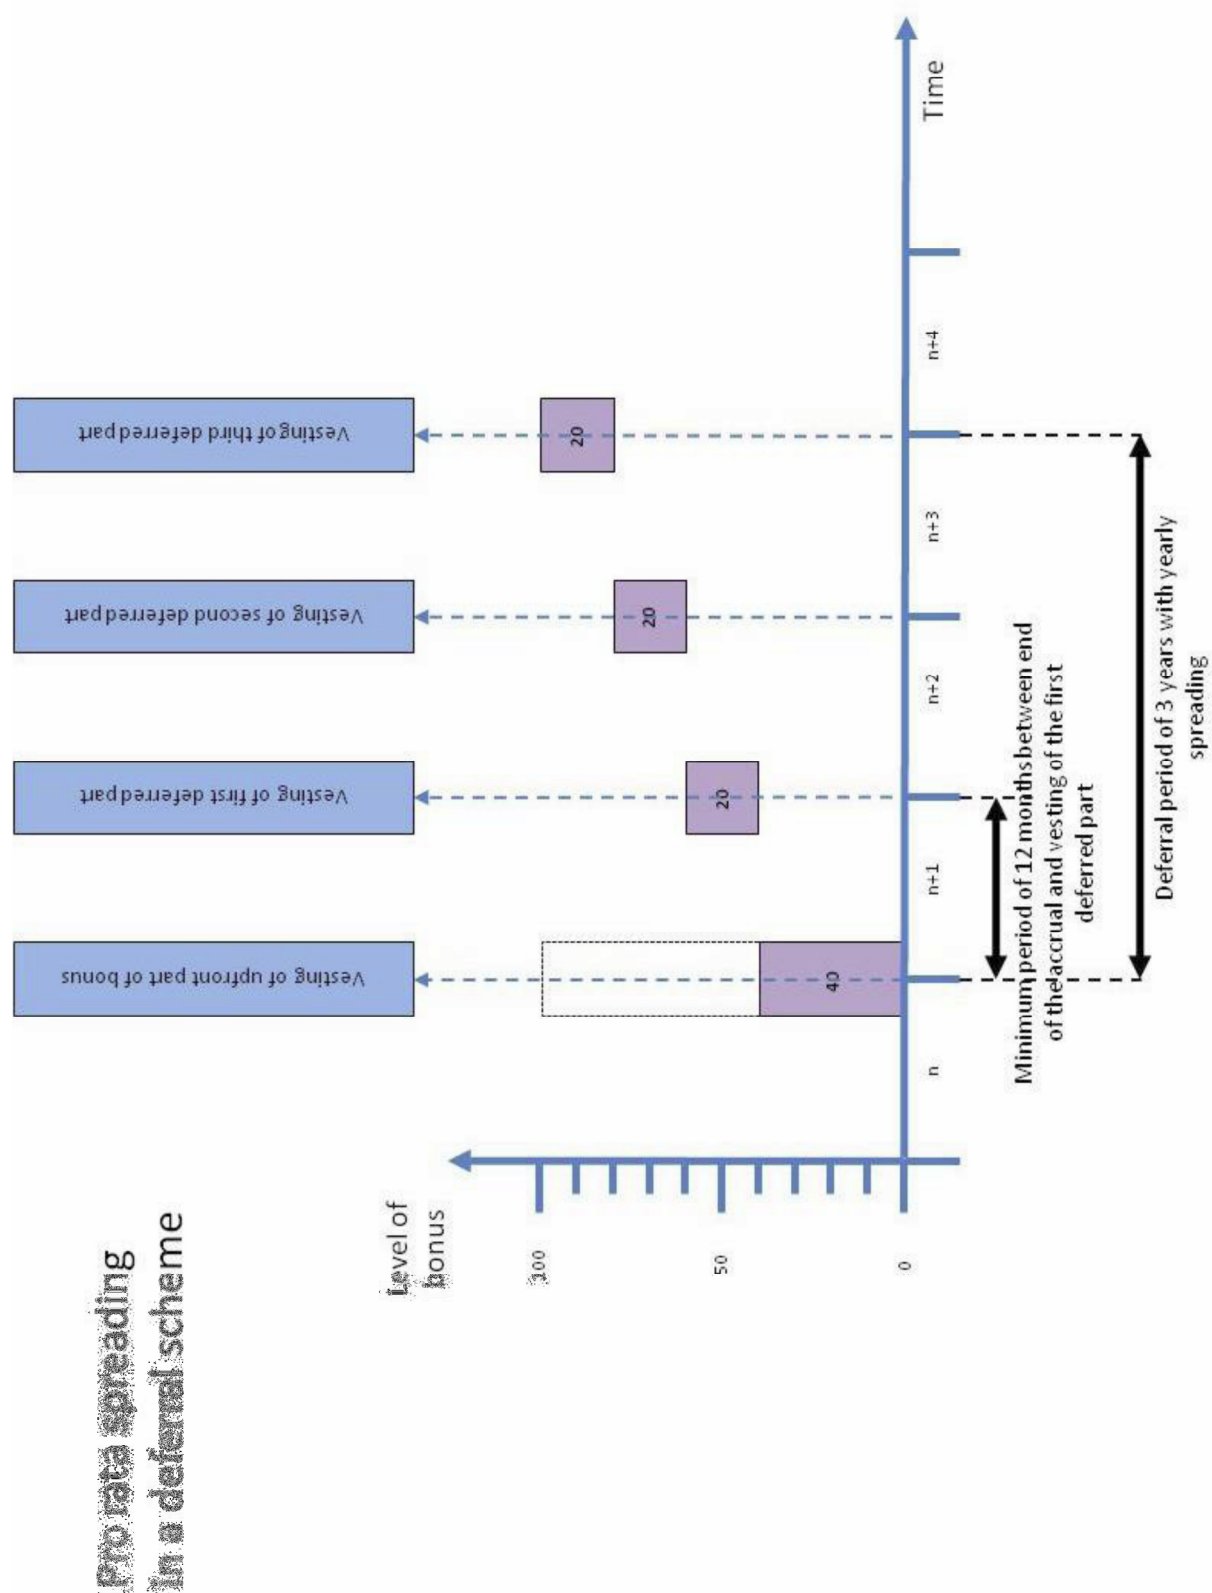 Pro rata spreading
in a deferral scheme
Level of
bonus
100
50
0
Vesting of upfront part of bonus
Vesting of first deferred part
Vesting of second deferred part
Vesting of third deferred part
40
20
20
20
n
n+1
n+2
n+3
n+4
Time
Minimum period of 12 months between end
of the accrual and vesting of the first
deferred part
Deferral period of 3 years with yearly
spreading